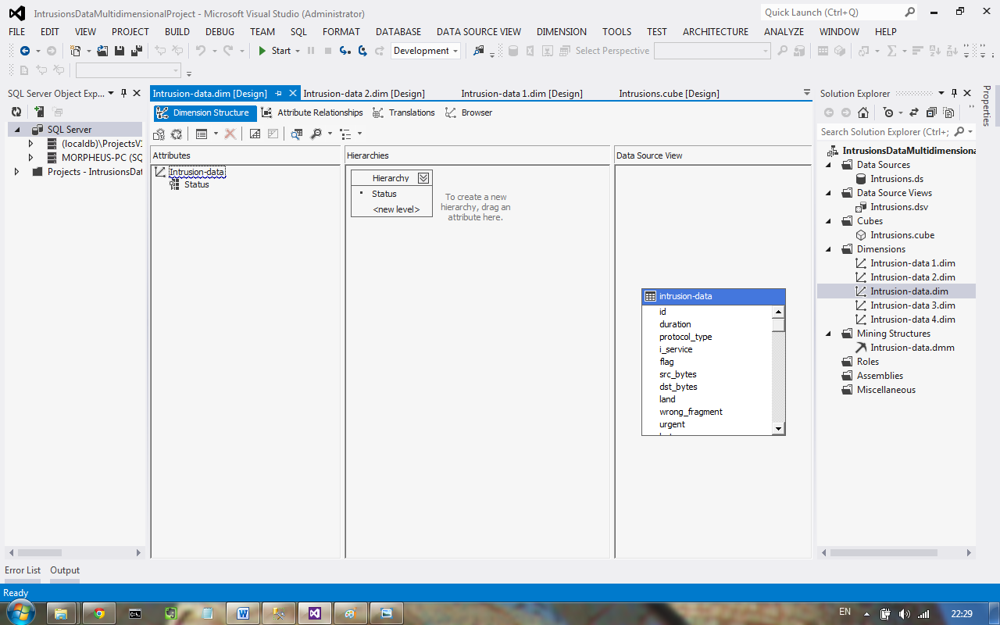 IntrusionsDataMultidimensionalProject - Microsoft Visual Studio (Administrator)
Quick Launch (Ctrl+Q)
FILE EDIT VIEW PROJECT BUILD DEBUG TEAM SQL FORMAT DATABASE DATA SOURCE VIEW DIMENSION TOOLS TEST ARCHITECTURE ANALYZE WINDOW HELP
Start Development Select Perspective
SQL Server Object Exp...
SQL Server
(localdb)\ProjectsV
MORPHEUS-PC (SQ
Projects - IntrusionsDat
Intrusion-data.dim [Design] Intrusion-data 2.dim [Design] Intrusion-data 1.dim [Design] Intrusions.cube [Design]
Dimension Structure Attribute Relationships Translations Browser
Attributes
Intrusion-data
Status
Hierarchies
Hierarchy
Status
<new level>
To create a new
hierarchy, drag an
attribute here.
Data Source View
intrusion-data
id
duration
protocol_type
i_service
flag
src_bytes
dst_bytes
land
wrong_fragment
urgent
Solution Explorer
Search Solution Explorer (Ctrl+;
IntrusionsDataMultidimensiona
Data Sources
Intrusions.ds
Data Source Views
Intrusions.dsv
Cubes
Intrusions.cube
Dimensions
Intrusion-data 1.dim
Intrusion-data 2.dim
Intrusion-data.dim
Intrusion-data 3.dim
Intrusion-data 4.dim
Mining Structures
Intrusion-data.dmm
Roles
Assemblies
Miscellaneous
Properties
Error List Output
Ready
EN 22:29